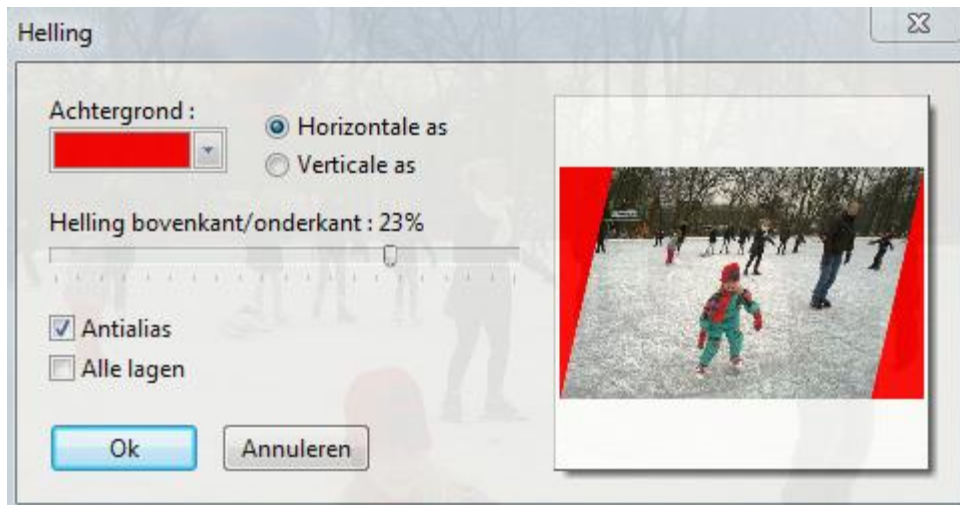 Helling
Achtergrond :
Horizontale as
Verticale as
Helling bovenkant/onderkant : 23%
Antialias
Alle lagen
Ok
Annuleren